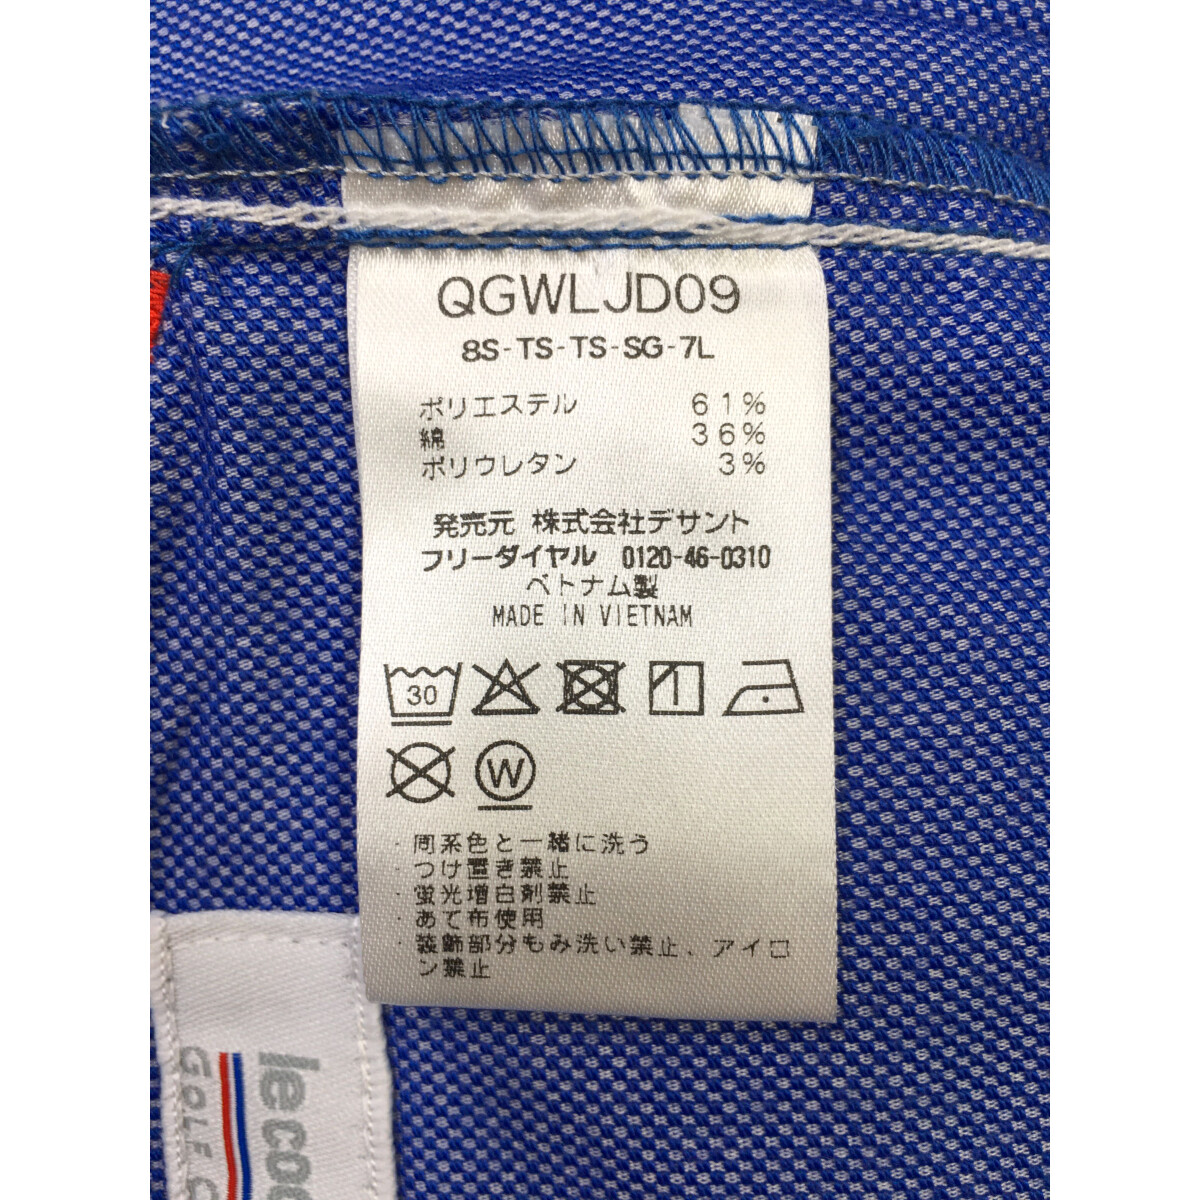 QGWLJD09
8S-TS-TS-SG-7L
ポリエステル 61%
綿 36%
ポリウレタン 3%
発売元 株式会社デサント
フリーダイヤル 0120-46-0310
ベトナム製
MADE IN VIETNAM
30
W
・同系色と一緒に洗う
・つけ置き禁止
・蛍光増白剤禁止
・あて布使用
・装飾部分もみ洗い禁止、アイロ
ン禁止
le co
GOLF